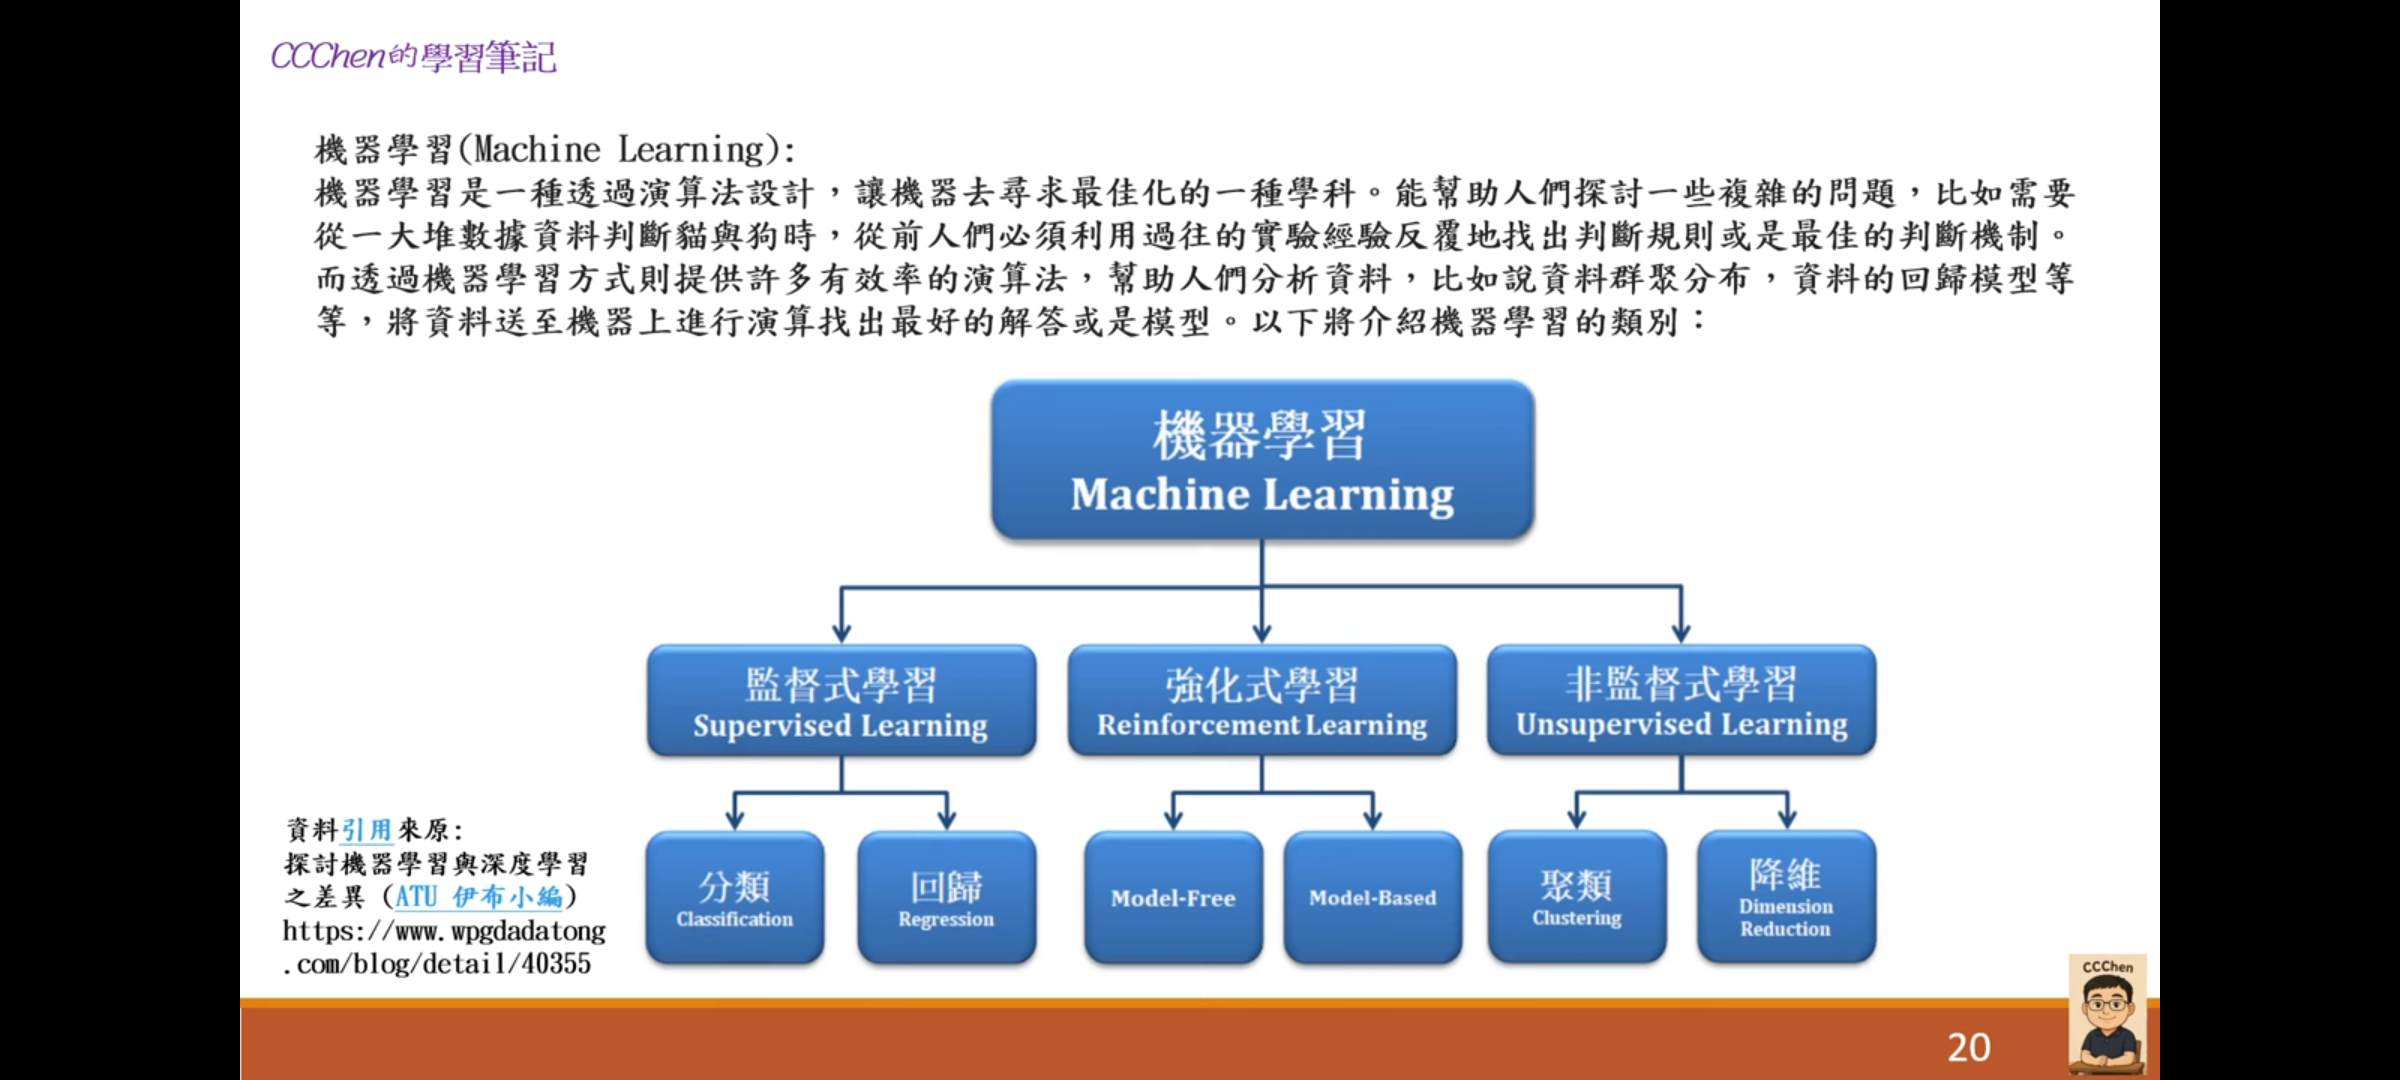 CCChen的學習筆記
機器學習(Machine Learning):
機器學習是一種透過演算法設計，讓機器去尋求最佳化的一種學科。能幫助人們探討一些複雜的問題，比如需要
從一大堆數據資料判斷貓與狗時，從前人們必須利用過往的實驗經驗反覆地找出判斷規則或是最佳的判斷機制。
而透過機器學習方式則提供許多有效率的演算法，幫助人們分析資料，比如說資料群聚分布，資料的回歸模型等
等，將資料送至機器上進行演算找出最好的解答或是模型。以下將介紹機器學習的類別：
機器學習
Machine Learning
監督式學習
Supervised Learning
強化式學習
Reinforcement Learning
非監督式學習
Unsupervised Learning
分類
Classification
回歸
Regression
Model-Free
Model-Based
聚類
Clustering
降維
Dimension
Reduction
資料引用來原:
探討機器學習與深度學習
之差異 (ATU 伊布小編)
https://www.wpgdadatong
.com/blog/detail/40355
CCChen
20